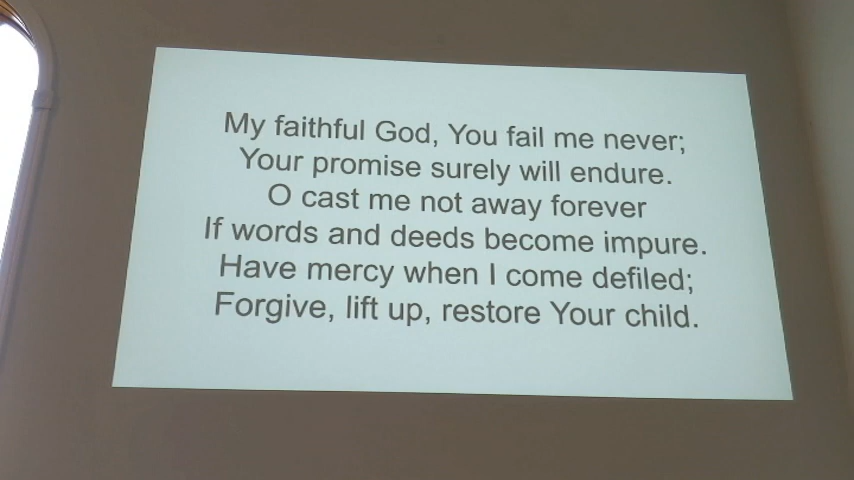 My faithful God, You fail me never;
Your promise surely will endure.
O cast me not away forever
If words and deeds become impure.
Have mercy when I come defiled;
Forgive, lift up, restore Your child.